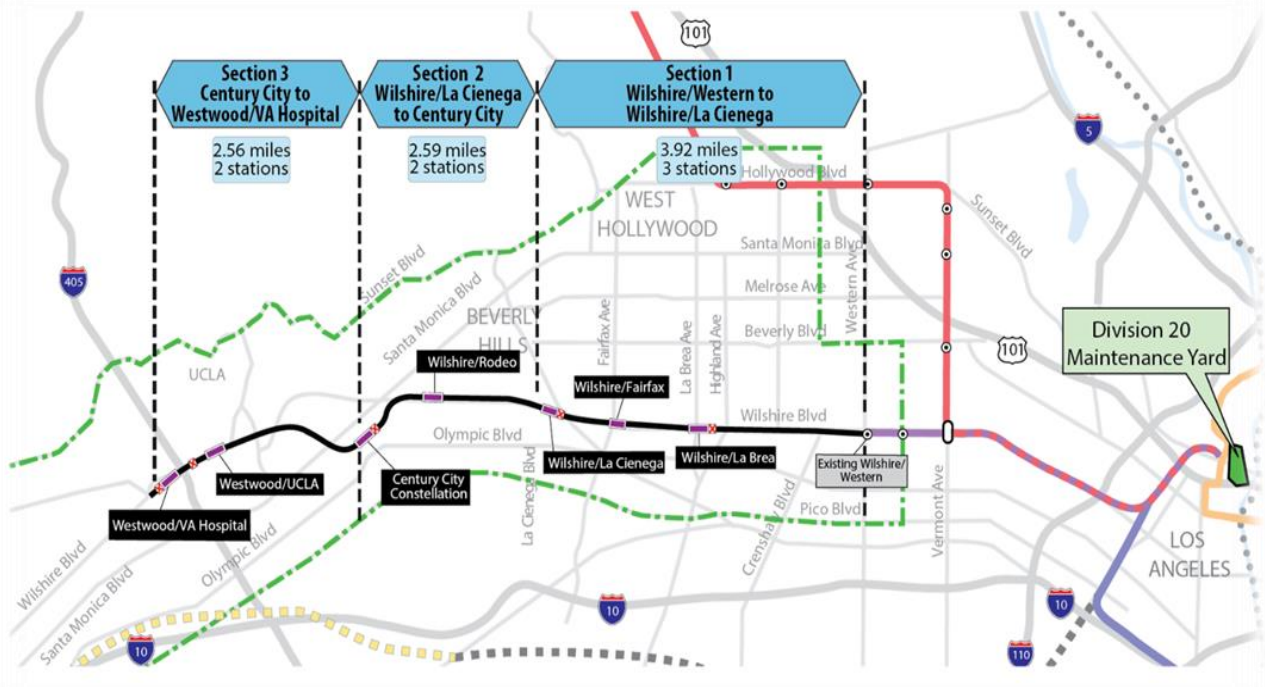 101
Section 3
Century City to
Westwood/VA Hospital
Section 2
Wilshire/La Cienega
to Century City
Section 1
Wilshire/Western to
Wilshire/La Cienega
2.56 miles
2 stations
2.59 miles
2 stations
3.92 miles
3 stations
5
Hollywood Blvd
WEST
HOLLYWOOD
Sunset Blvd
Santa Monica Blvd
Sunset Blvd
405
Melrose Ave
Western Ave
Santa Monica Blvd
BEVERLY
HILLS
Fairfax Ave
La Brea Ave
Highland Ave
Beverly Blvd
101
Division 20
Maintenance Yard
UCLA
Wilshire/Rodeo
Wilshire/Fairfax
Wilshire Blvd
Olympic Blvd
Wilshire/La Cienega
Wilshire/La Brea
Existing Wilshire/
Western
Westwood/UCLA
Century City
Constellation
La Cienega Blvd
Crenshaw Blvd
Pico Blvd
Vermont Ave
Westwood/VA Hospital
LOS
ANGELES
Wilshire Blvd
Santa Monica Blvd
Olympic Blvd
10
10
10
110